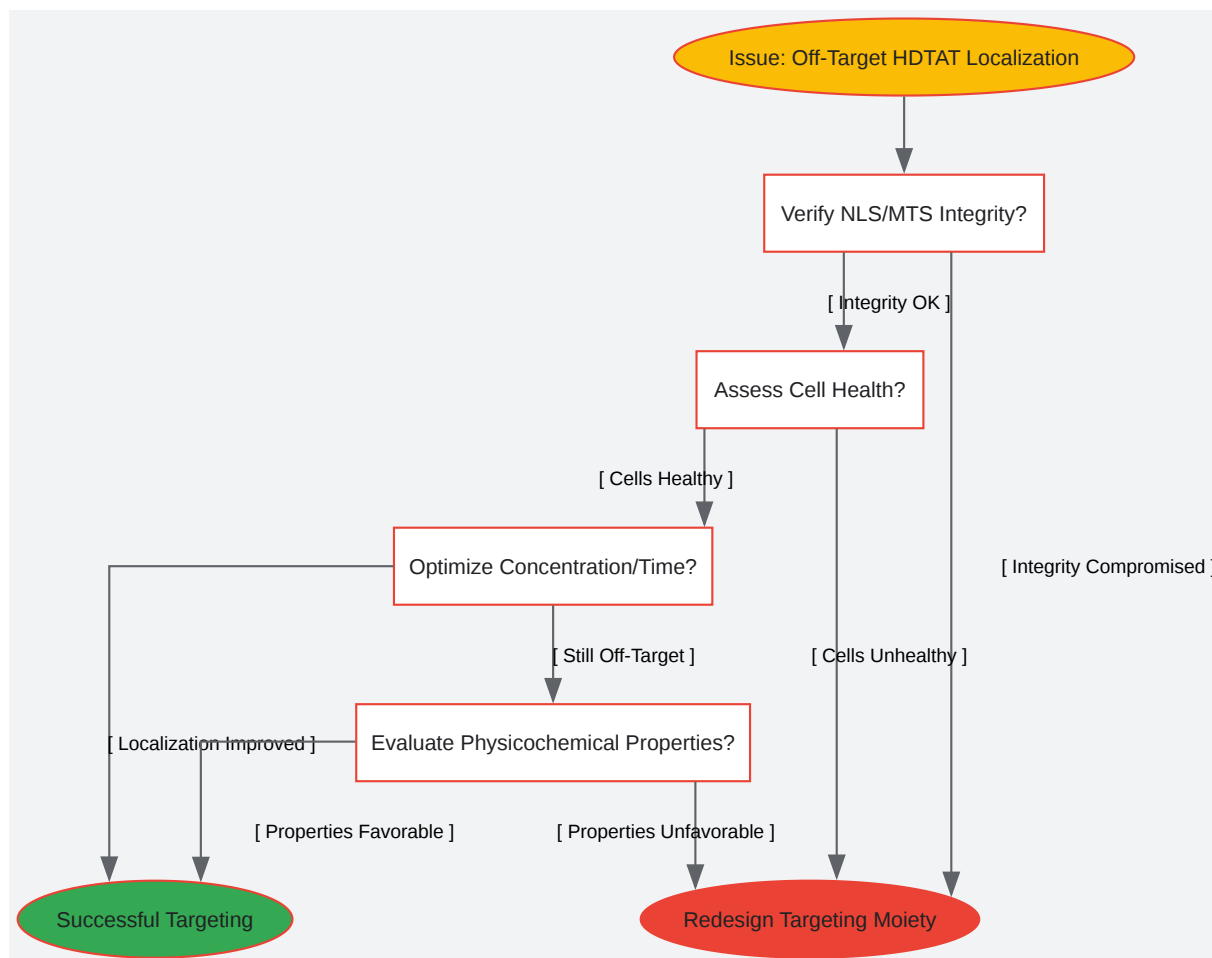 Issue: Off-Target HDTAT Localization
Verify NLS/MTS Integrity?
[ Integrity OK ]
Assess Cell Health?
[ Cells Healthy ]
Optimize Concentration/Time?
[ Integrity Compromised ]
[ Still Off-Target ]
[ Cells Unhealthy ]
[ Localization Improved ]
Evaluate Physicochemical Properties?
[ Properties Favorable ]
[ Properties Unfavorable ]
Successful Targeting
Redesign Targeting Moiety